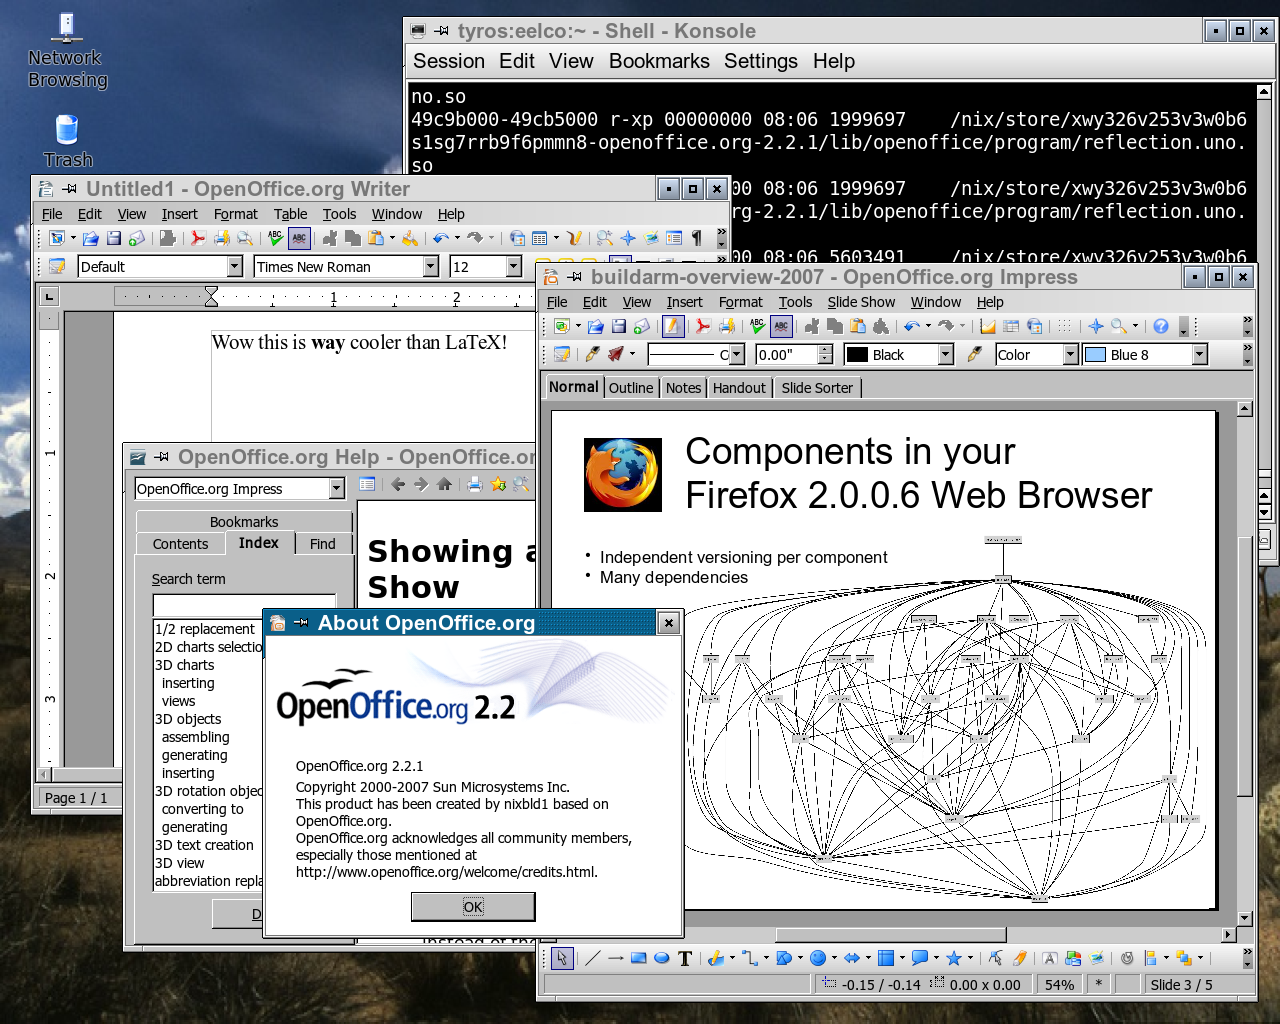 Network
Browsing
Trash
tyros:eelco:~ - Shell - Konsole
Session Edit View Bookmarks Settings Help
no.so
49c9b000-49cb5000 r-xp 00000000 08:06 1999697 /nix/store/xwy326v253v3w0b6
s1sg7rrb9f6pmmn8-openoffice.org-2.2.1/lib/openoffice/program/reflection.uno.
so
00 08:06 1999697 /nix/store/xwy326v253v3w0b6
rg-2.2.1/lib/openoffice/program/reflection.uno.
00 08:06 5603491 /nix/store/xwy326v253v3w0b6
Untitled1 - OpenOffice.org Writer
File Edit View Insert Format Table Tools Window Help
Default
Times New Roman
12
1 2
Wow this is way cooler than LaTeX!
1
2
3
Page 1 / 1
OpenOffice.org Help - OpenOffice.or
OpenOffice.org Impress
Bookmarks
Contents Index Find
Search term
1/2 replacement
2D charts selectio
3D charts
inserting
views
3D objects
assembling
generating
inserting
3D rotation objec
converting to
generating
3D text creation
3D view
abbreviation repla
D
Showing a
Show
instead of the
buildarm-overview-2007 - OpenOffice.org Impress
File Edit View Insert Format Tools Slide Show Window Help
0.00"
Black
Color
Blue 8
Normal Outline Notes Handout Slide Sorter
Components in your
Firefox 2.0.0.6 Web Browser
• Independent versioning per component
• Many dependencies
-0.15 / -0.14 0.00 x 0.00 54% * Slide 3 / 5
About OpenOffice.org
OpenOffice.org 2.2
OpenOffice.org 2.2.1
Copyright 2000-2007 Sun Microsystems Inc.
This product has been created by nixbld1 based on
OpenOffice.org.
OpenOffice.org acknowledges all community members,
especially those mentioned at
http://www.openoffice.org/welcome/credits.html.
OK